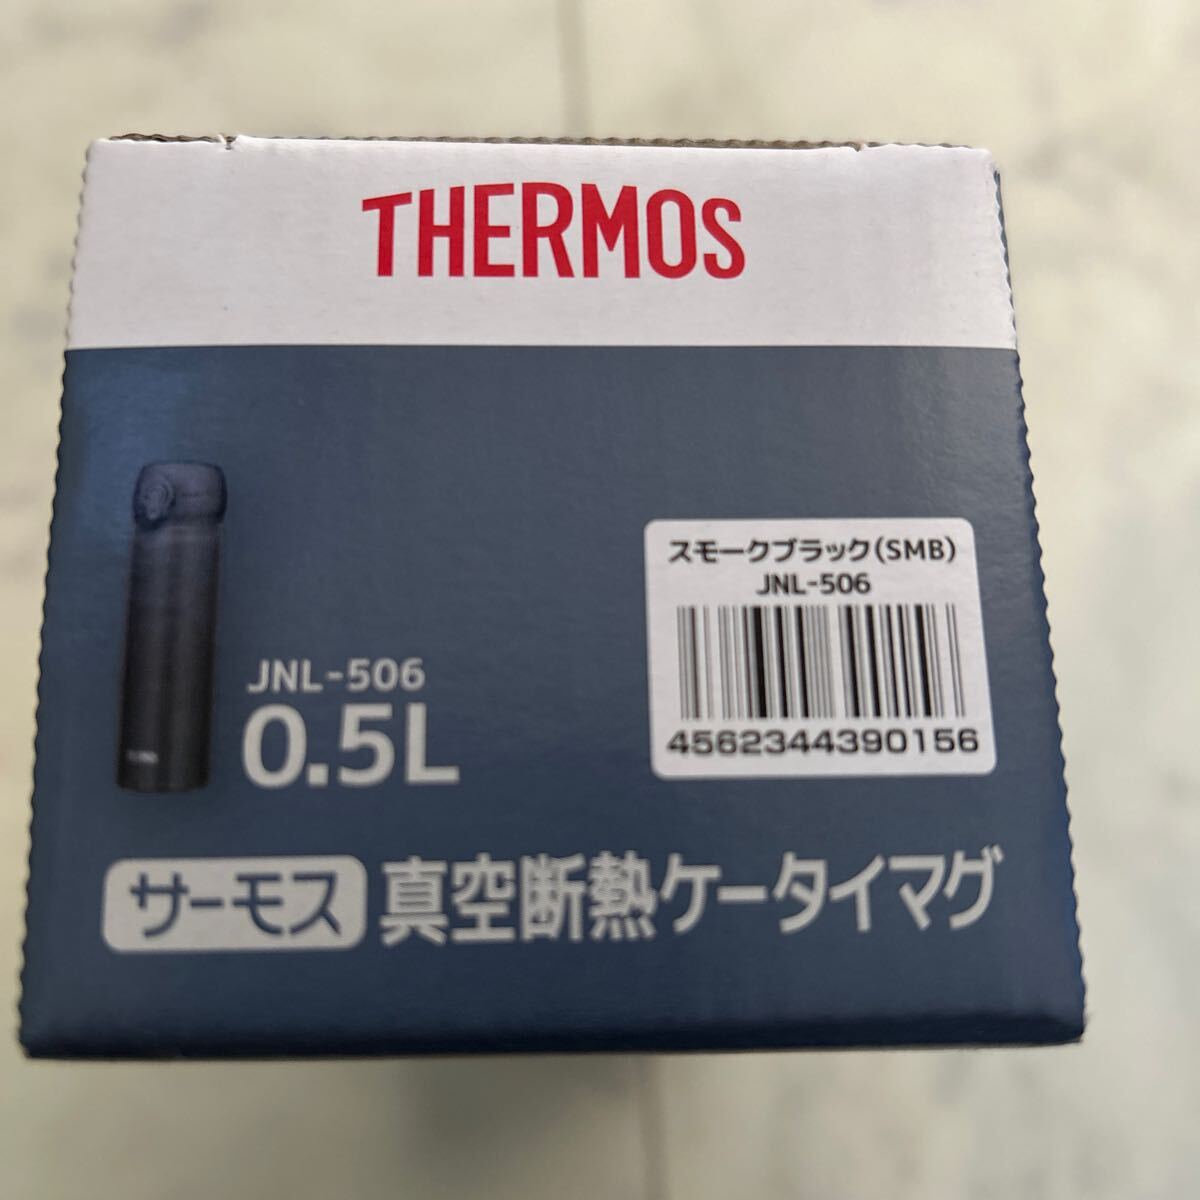 THERMOS
スモークブラック(SMB)
JNL-506
4562344390156
JNL-506
0.5L
サーモス 真空断熱ケータイマグ